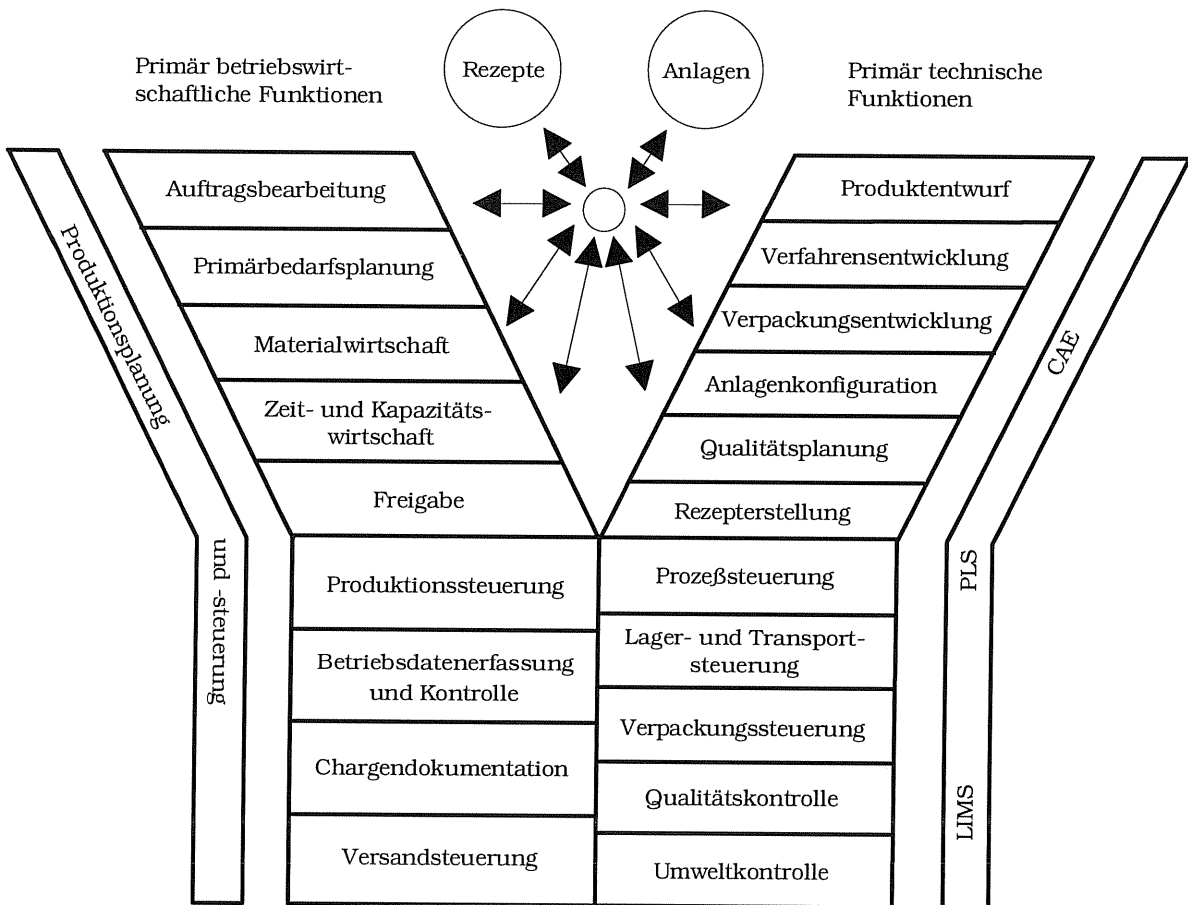 Primär betriebswirt-
schaftliche Funktionen
Rezepte
Anlagen
Primär technische
Funktionen
Produktionsplanung
und -steuerung
Auftragsbearbeitung
Primärbedarfsplanung
Materialwirtschaft
Zeit- und Kapazitäts-
wirtschaft
Freigabe
Produktionssteuerung
Betriebsdatenerfassung
und Kontrolle
Chargendokumentation
Versandsteuerung
Produktentwurf
Verfahrensentwicklung
Verpackungsentwicklung
Anlagenkonfiguration
Qualitätsplanung
Rezepterstellung
Prozeßsteuerung
Lager- und Transport-
steuerung
Verpackungssteuerung
Qualitätskontrolle
Umweltkontrolle
CAE
PLS
LIMS